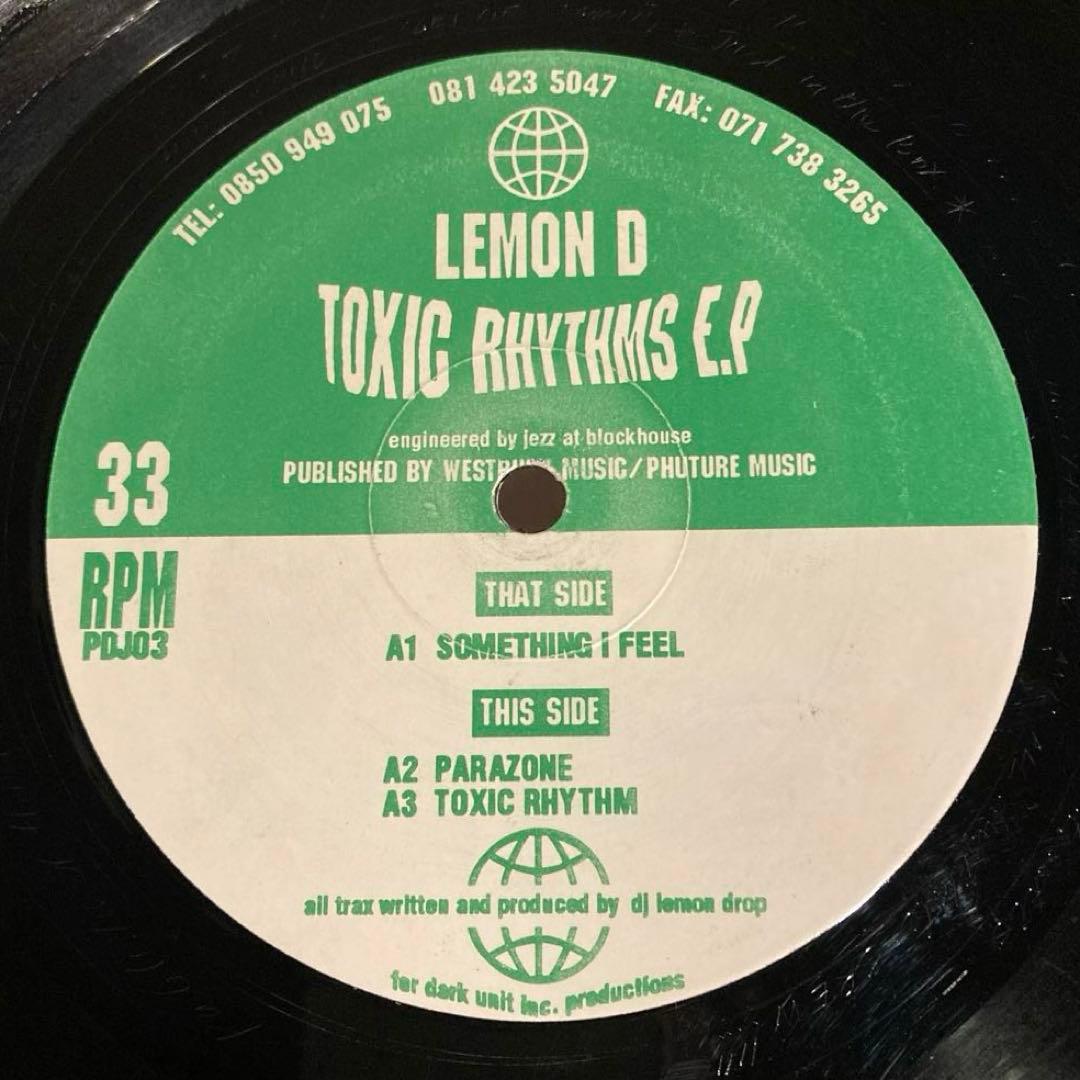 TEL: 0850 949 075 081 423 5047 FAX: 071 738 3265
LEMON D
TOXIC RHYTHMS E.P
engineered by jezz at blockhouse
PUBLISHED BY MUSIC/PHUTURE MUSIC
33
RPM
PDJ03
THAT SIDE
A1 SOMETHING I FEEL
THIS SIDE
A2 PARAZONE
A3 TOXIC RHYTHM
all trax written and produced by dj lemon drop
for dark unit inc. productions